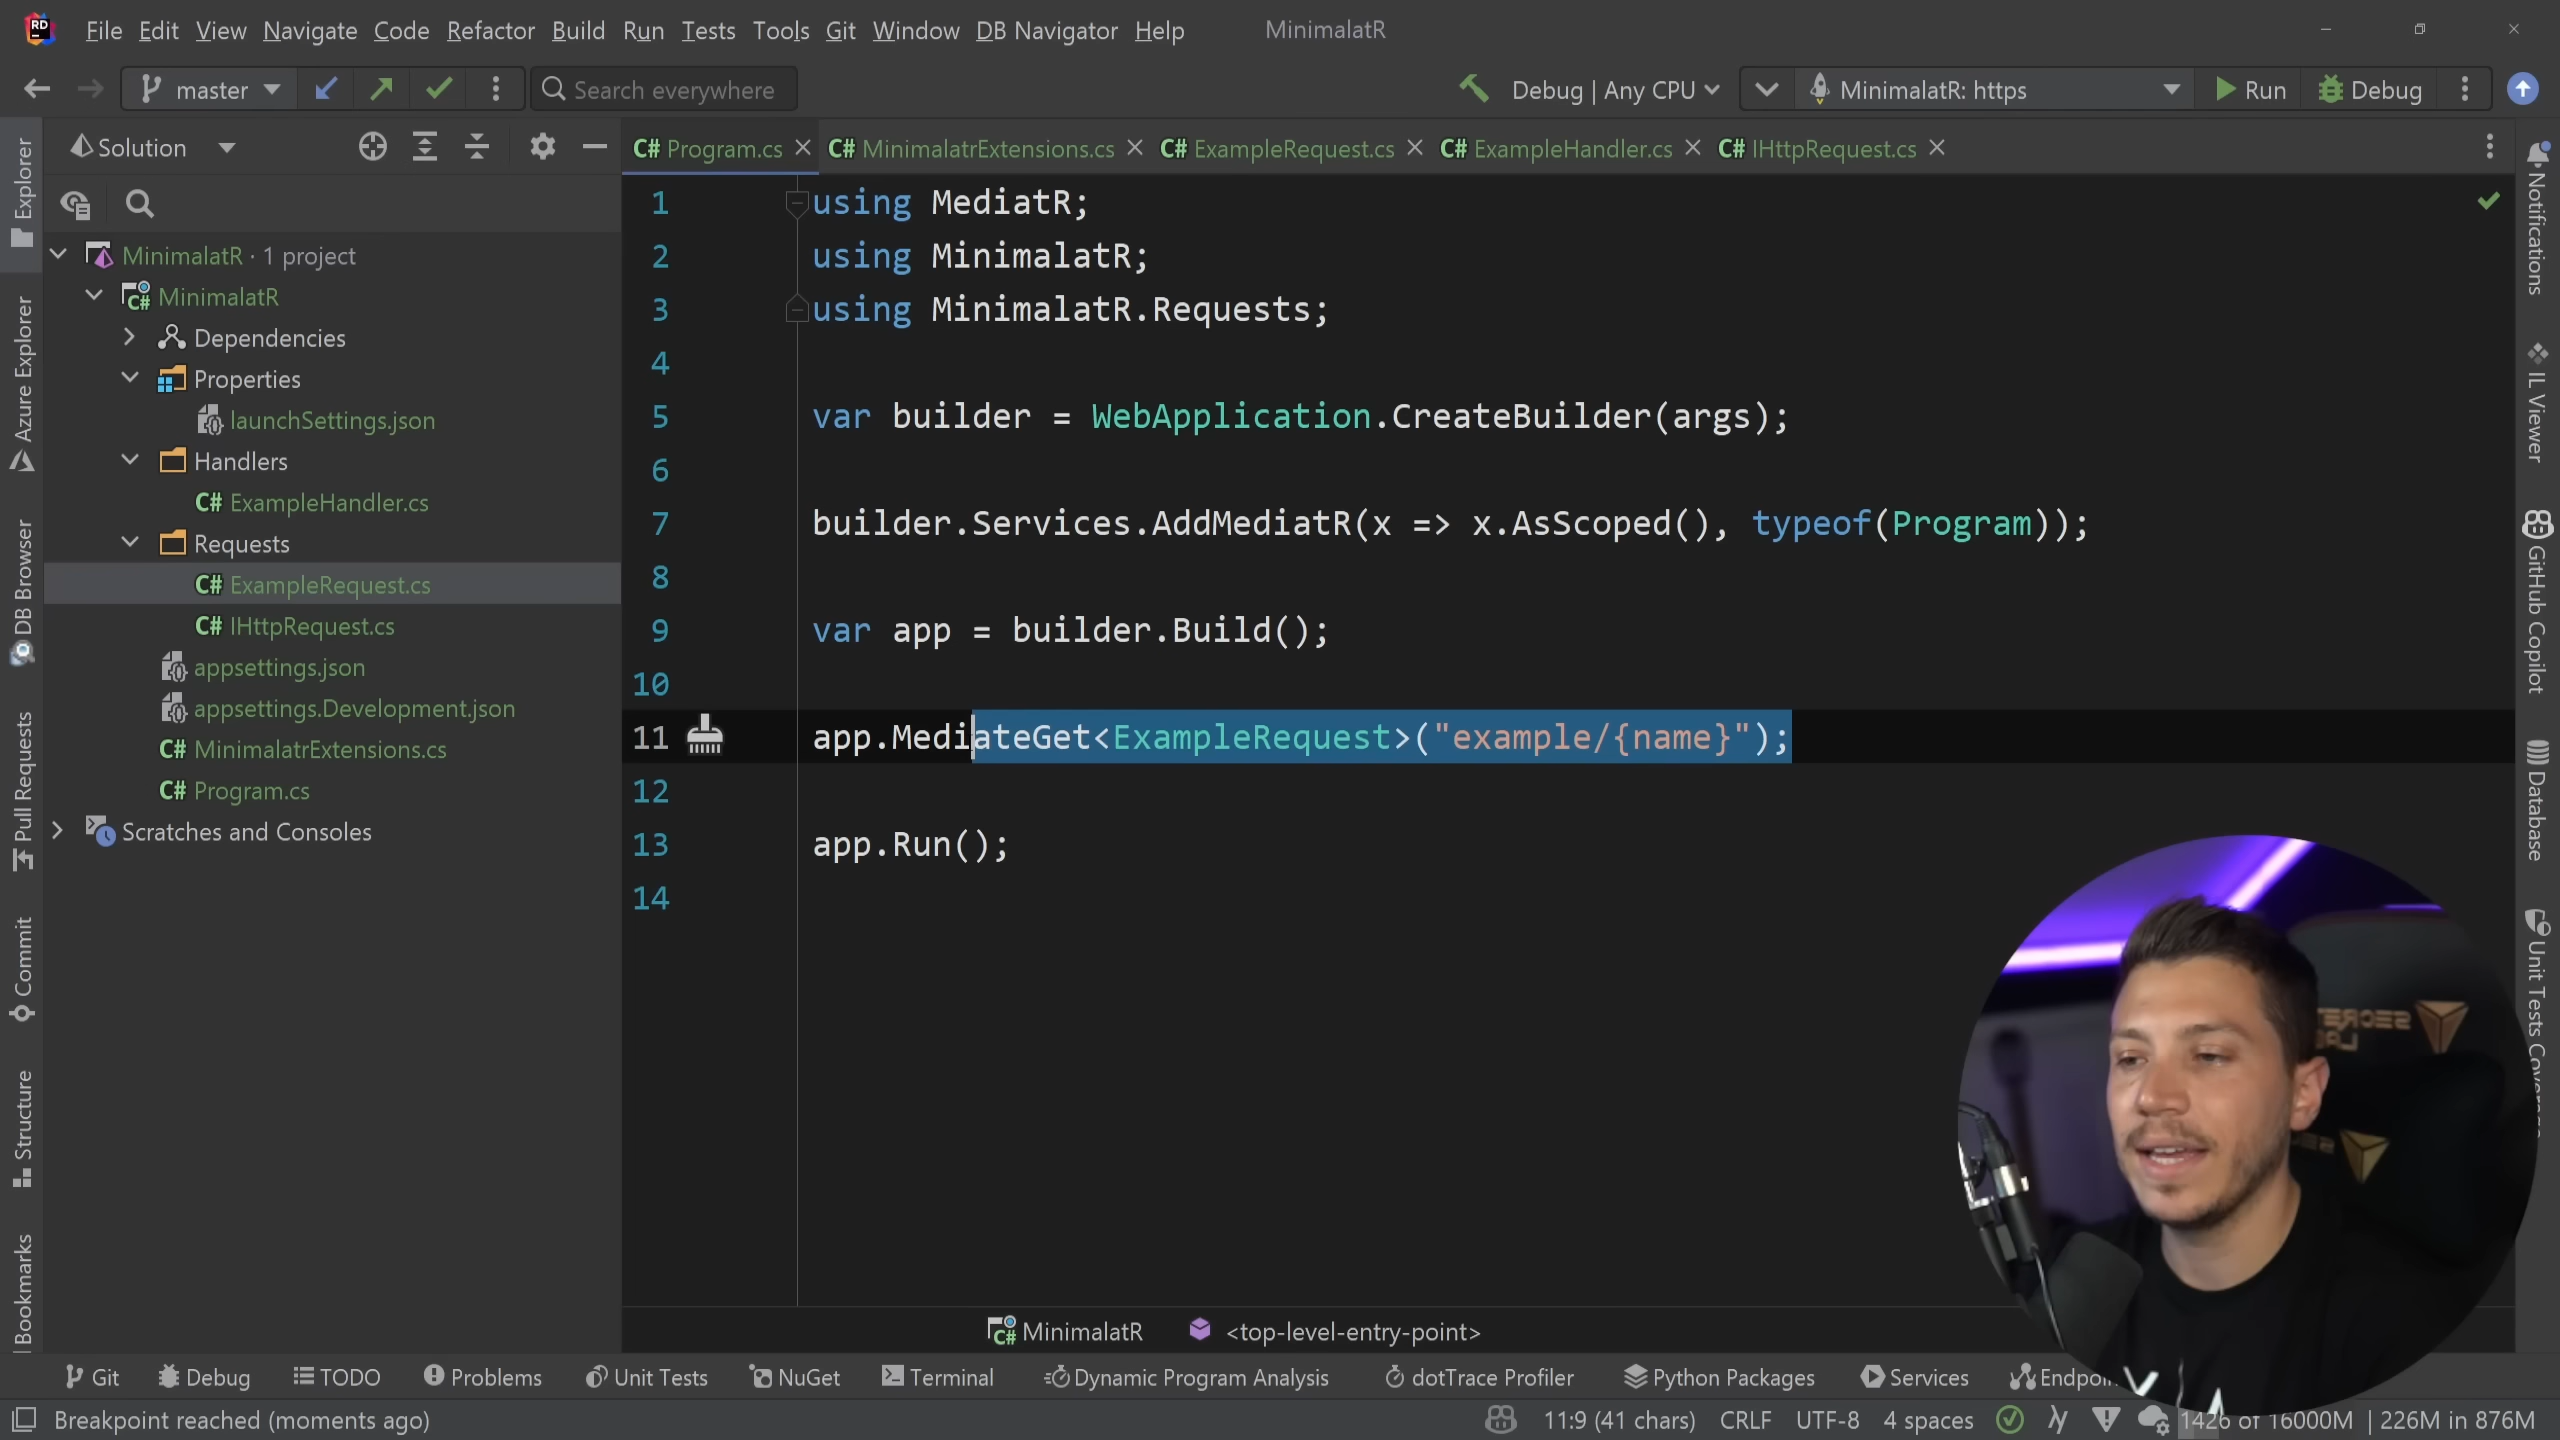 RD File Edit View Navigate Code Refactor Build Run Tests Tools Git Window DB Navigator Help MinimalatR
master Search everywhere Debug | Any CPU MinimalatR: https Run Debug
Solution
C# Program.cs C# MinimalatrExtensions.cs C# ExampleRequest.cs C# ExampleHandler.cs C# IHttpRequest.cs
Explorer
Azure Explorer
DB Browser
Pull Requests
Commit
Structure
Bookmarks
MinimalatR · 1 project
C# MinimalatR
Dependencies
Properties
launchSettings.json
Handlers
C# ExampleHandler.cs
Requests
C# ExampleRequest.cs
C# IHttpRequest.cs
appsettings.json
appsettings.Development.json
C# MinimalatrExtensions.cs
C# Program.cs
Scratches and Consoles
1 using MediatR;
2 using MinimalatR;
3 using MinimalatR.Requests;
4
5 var builder = WebApplication.CreateBuilder(args);
6
7 builder.Services.AddMediatR(x => x.AsScoped(), typeof(Program));
8
9 var app = builder.Build();
10
11 app.MediateGet<ExampleRequest>("example/{name}");
12
13 app.Run();
14
Notifications
IL Viewer
GitHub Copilot
Database
Unit Tests
SECRET
C# MinimalatR <top-level-entry-point>
Git Debug TODO Problems Unit Tests NuGet Terminal Dynamic Program Analysis dotTrace Profiler Python Packages Services
Breakpoint reached (moments ago) 11:9 (41 chars) CRLF UTF-8 4 spaces 1426 of 16000M | 226M in 876M